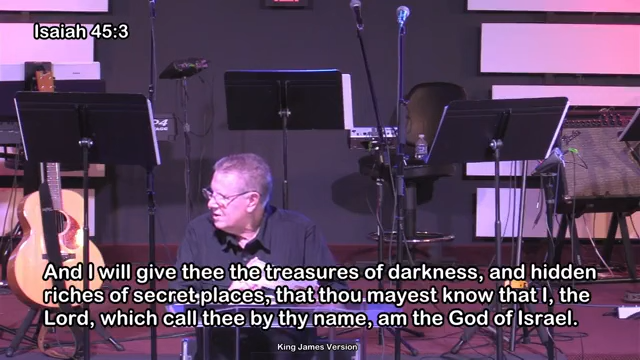 Isaiah 45:3
And I will give thee the treasures of darkness, and hidden
riches of secret places, that thou mayest know that I, the
Lord, which call thee by thy name, am the God of Israel.
King James Version